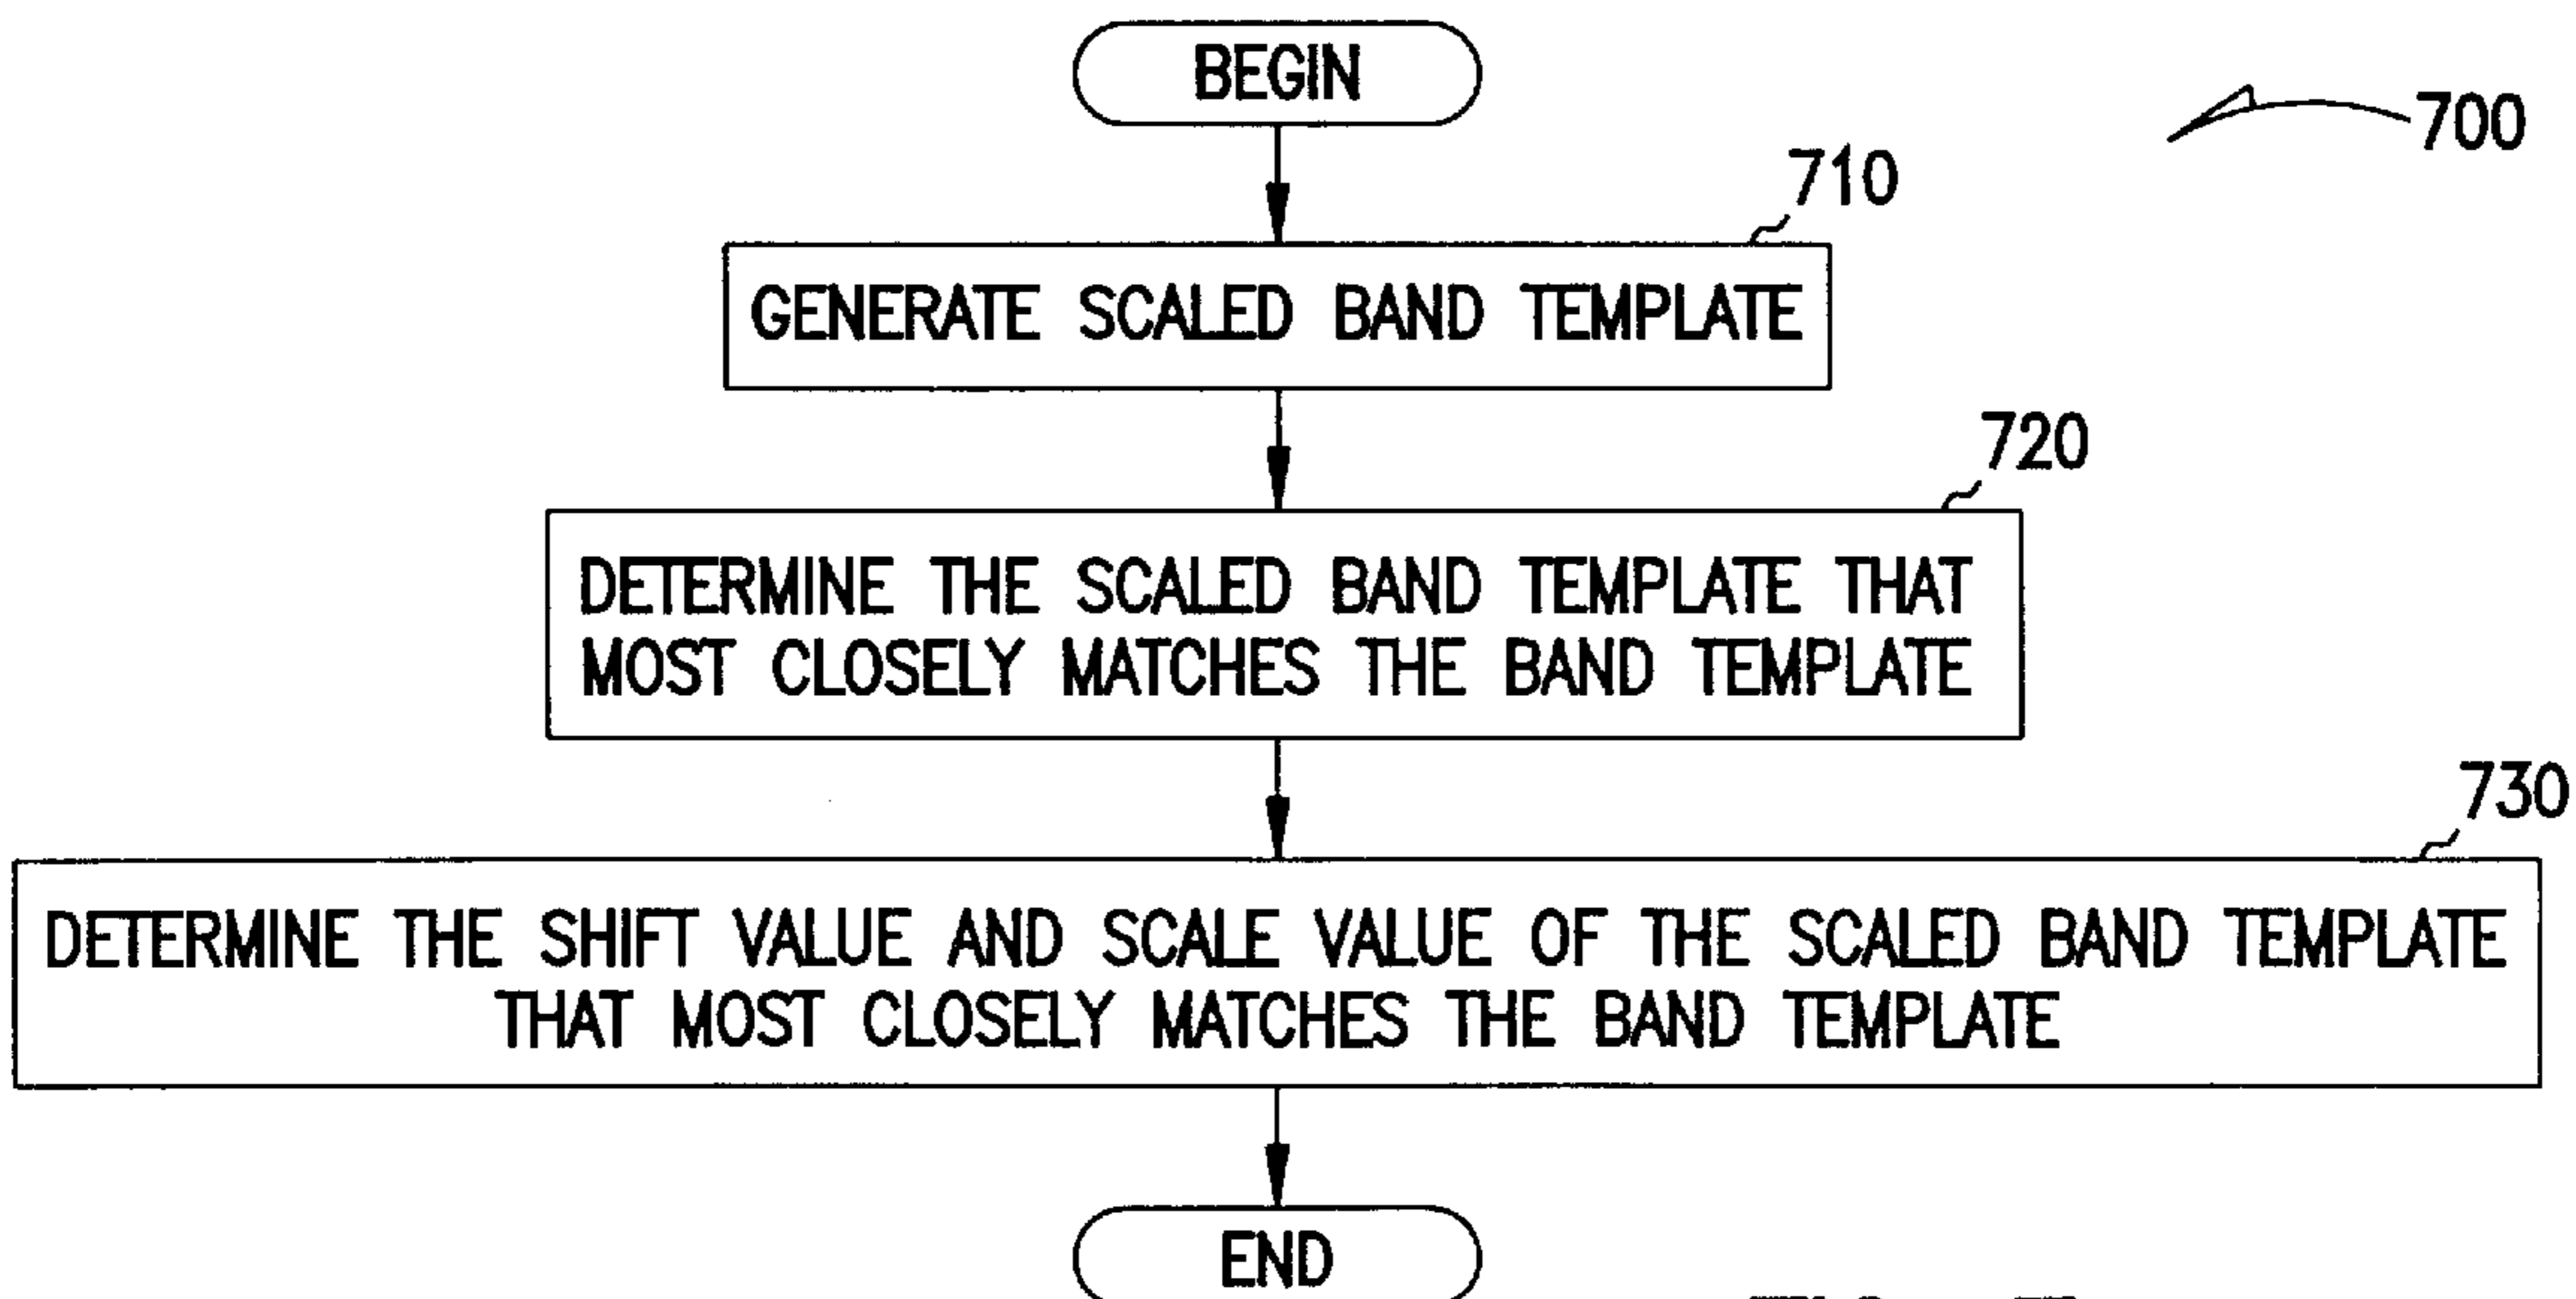 BEGIN
700
710
GENERATE SCALED BAND TEMPLATE
720
DETERMINE THE SCALED BAND TEMPLATE THAT
MOST CLOSELY MATCHES THE BAND TEMPLATE
730
DETERMINE THE SHIFT VALUE AND SCALE VALUE OF THE SCALED BAND TEMPLATE
THAT MOST CLOSELY MATCHES THE BAND TEMPLATE
END